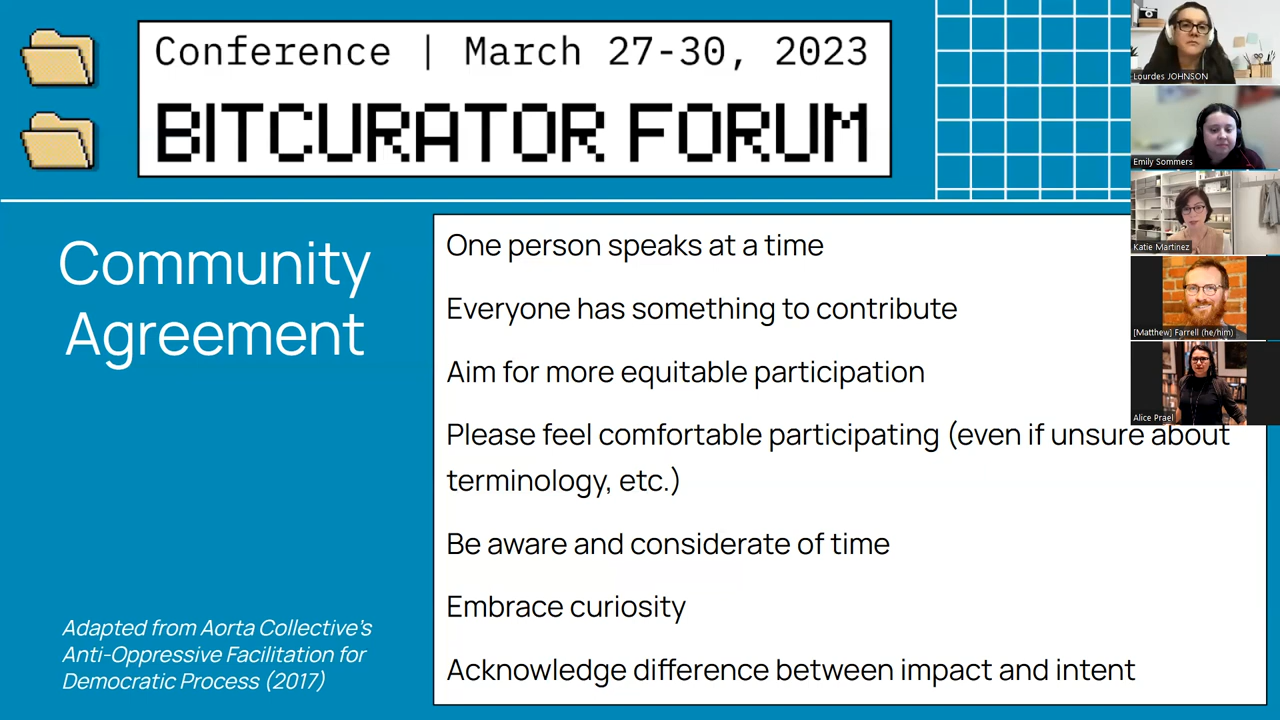 Conference | March 27-30, 2023
BITCURATOR FORUM
Community
Agreement
Adapted from Aorta Collective's
Anti-Oppressive Facilitation for
Democratic Process (2017)
One person speaks at a time
Everyone has something to contribute
Aim for more equitable participation
Please feel comfortable participating (even if unsure about
terminology, etc.)
Be aware and considerate of time
Embrace curiosity
Acknowledge difference between impact and intent
Lourdes JOHNSON
Emily Sommers
Katie Martinez
[Matthew] Farrell (he/him)
Alice Prael